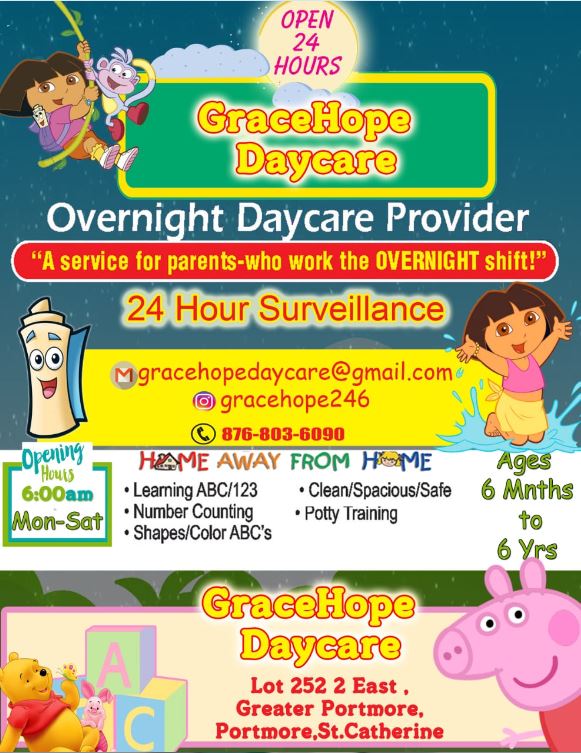 OPEN
24
HOURS
GraceHope
Daycare
Overnight Daycare Provider
“A service for parents-who work the OVERNIGHT shift!”
24 Hour Surveillance
gracehopedaycare@gmail.com
gracehope246
876-803-6090
Opening
Hours
6:00am
Mon-Sat
HOME AWAY FROM HOME
• Learning ABC/123
• Number Counting
• Shapes/Color ABC's
• Clean/Spacious/Safe
• Potty Training
Ages
6 Mnths
to
6 Yrs
GraceHope
Daycare
A
C
Lot 252 2 East ,
Greater Portmore,
Portmore,St.Catherine